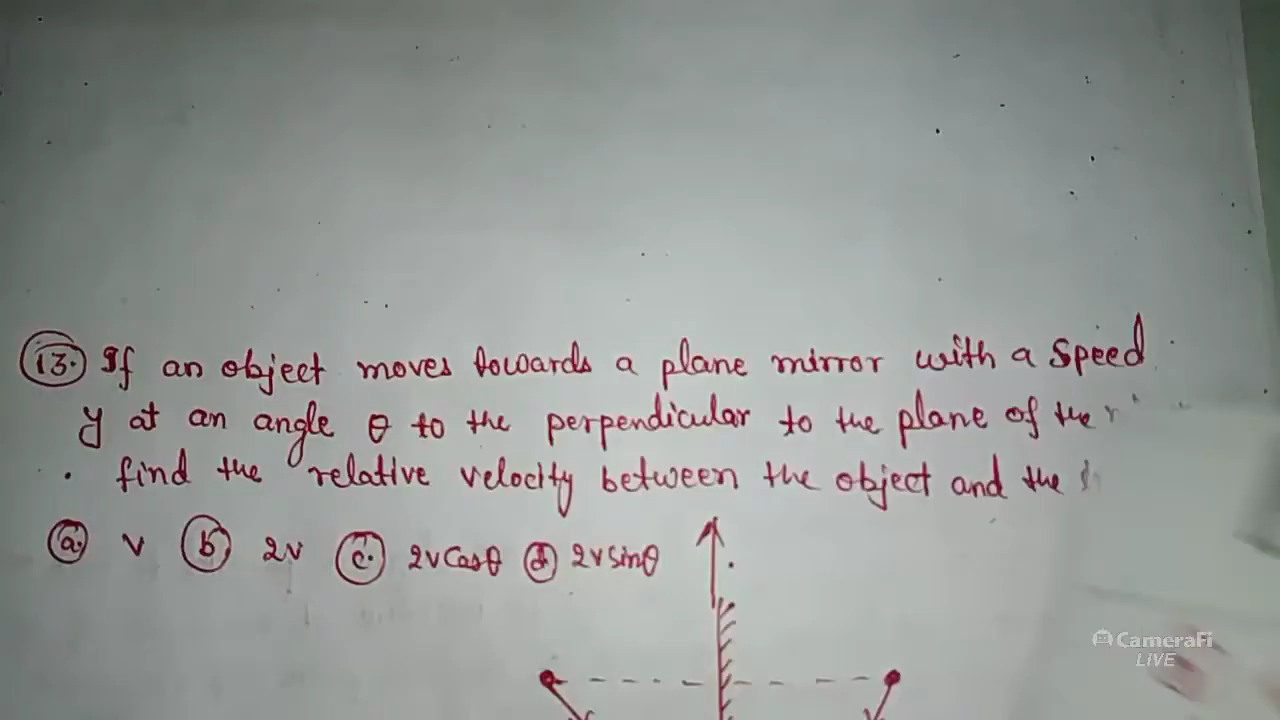 13. If an object moves towards a plane mirror with a speed
y at an angle θ to the perpendicular to the plane of the
find the relative velocity between the object and the
a. v b 2v c. 2vCosθ d 2vsinθ
CameraFi
LIVE